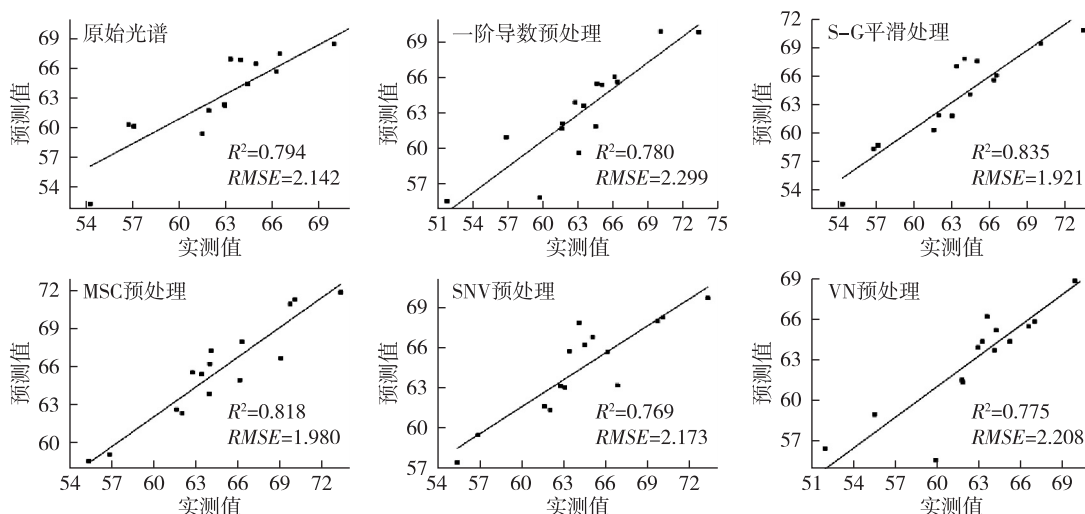 原始光谱
预测值
69
66
63
60
57
52
R²=0.794
RMSE=2.142
54 57 60 63 66 69
实测值
一阶导数预处理
预测值
69
65
61
57
R²=0.780
RMSE=2.299
51 54 57 60 63 66 69 73 75
实测值
S-G平滑处理
预测值
72
69
66
63
60
57
54
R²=0.835
RMSE=1.921
54 57 60 63 66 69 72
实测值
MSC预处理
预测值
72
69
66
63
60
R²=0.818
RMSE=1.980
54 57 60 63 66 69 72
实测值
SNV预处理
预测值
69
66
63
60
57
R²=0.769
RMSE=2.173
54 57 60 63 66 69 72
实测值
VN预处理
预测值
69
66
63
60
57
R²=0.775
RMSE=2.208
51 54 57 60 63 66 69
实测值